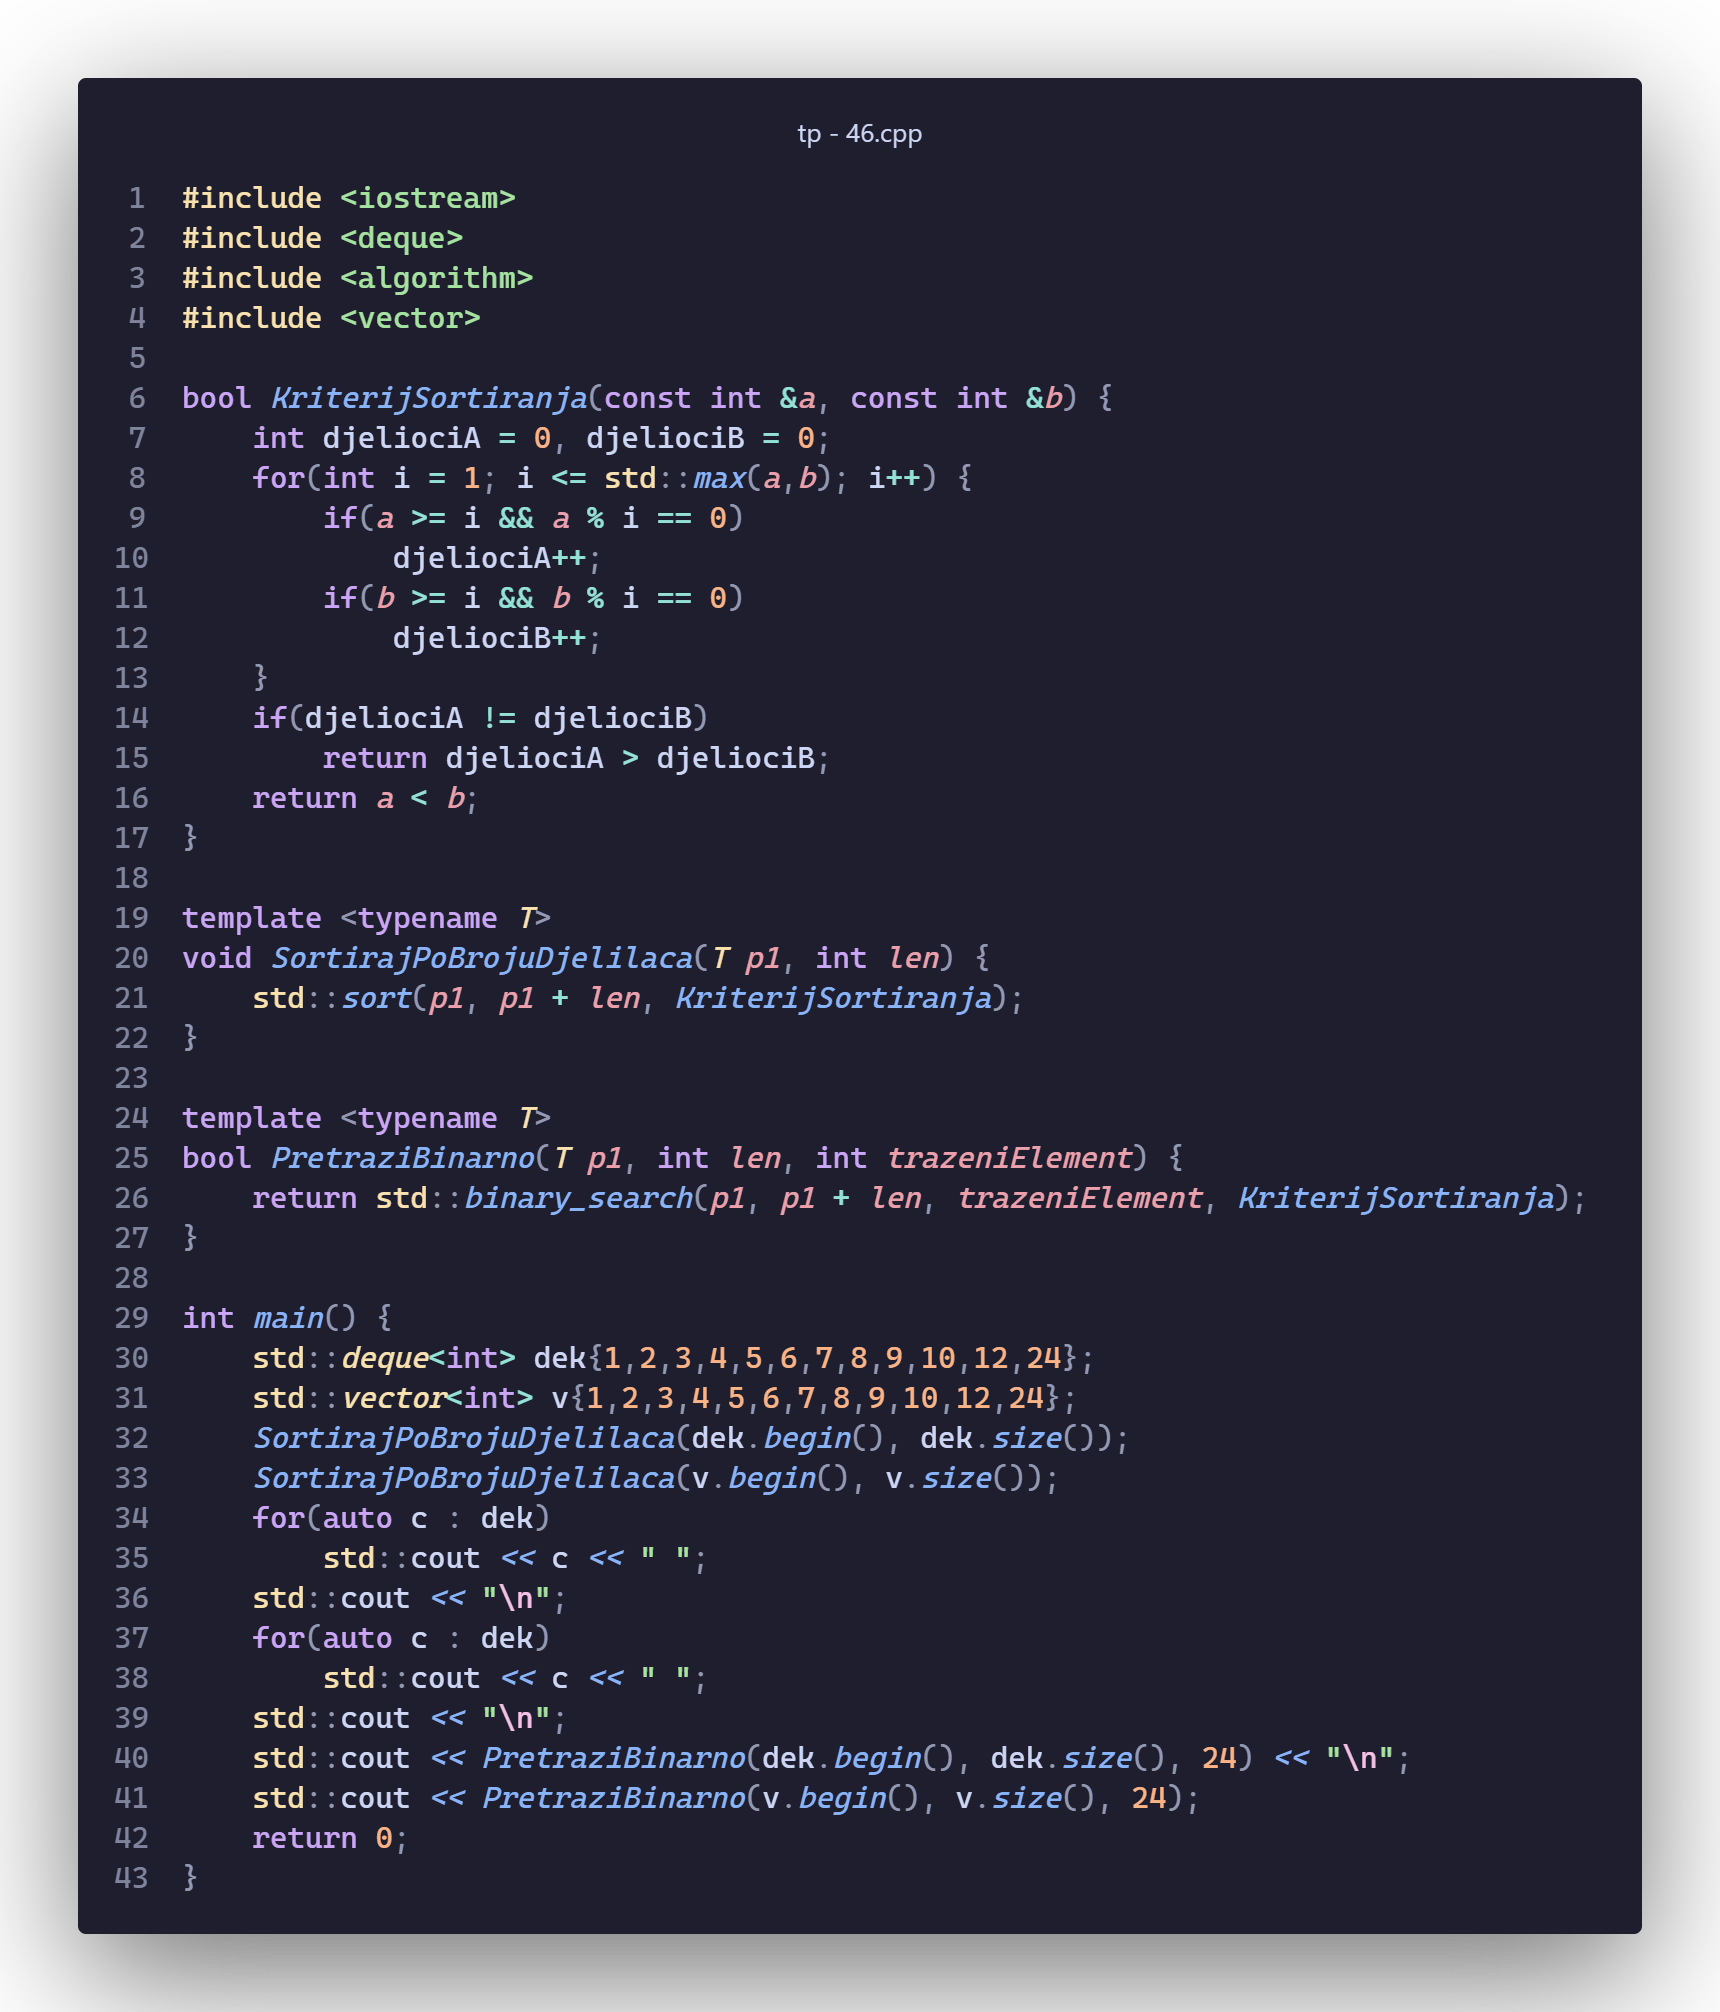 tp - 46.cpp
1 #include <iostream>
2 #include <deque>
3 #include <algorithm>
4 #include <vector>
5
6 bool KriterijSortiranja(const int &a, const int &b) {
7     int djeliociA = 0, djeliociB = 0;
8     for(int i = 1; i <= std::max(a,b); i++) {
9         if(a >= i && a % i == 0)
10             djeliociA++;
11         if(b >= i && b % i == 0)
12             djeliociB++;
13     }
14     if(djeliociA != djeliociB)
15         return djeliociA > djeliociB;
16     return a < b;
17 }
18
19 template <typename T>
20 void SortirajPoBrojuDjelilaca(T p1, int len) {
21     std::sort(p1, p1 + len, KriterijSortiranja);
22 }
23
24 template <typename T>
25 bool PretraziBinarno(T p1, int len, int trazeniElement) {
26     return std::binary_search(p1, p1 + len, trazeniElement, KriterijSortiranja);
27 }
28
29 int main() {
30     std::deque<int> dek{1,2,3,4,5,6,7,8,9,10,12,24};
31     std::vector<int> v{1,2,3,4,5,6,7,8,9,10,12,24};
32     SortirajPoBrojuDjelilaca(dek.begin(), dek.size());
33     SortirajPoBrojuDjelilaca(v.begin(), v.size());
34     for(auto c : dek)
35         std::cout << c << " ";
36     std::cout << "\n";
37     for(auto c : dek)
38         std::cout << c << " ";
39     std::cout << "\n";
40     std::cout << PretraziBinarno(dek.begin(), dek.size(), 24) << "\n";
41     std::cout << PretraziBinarno(v.begin(), v.size(), 24);
42     return 0;
43 }